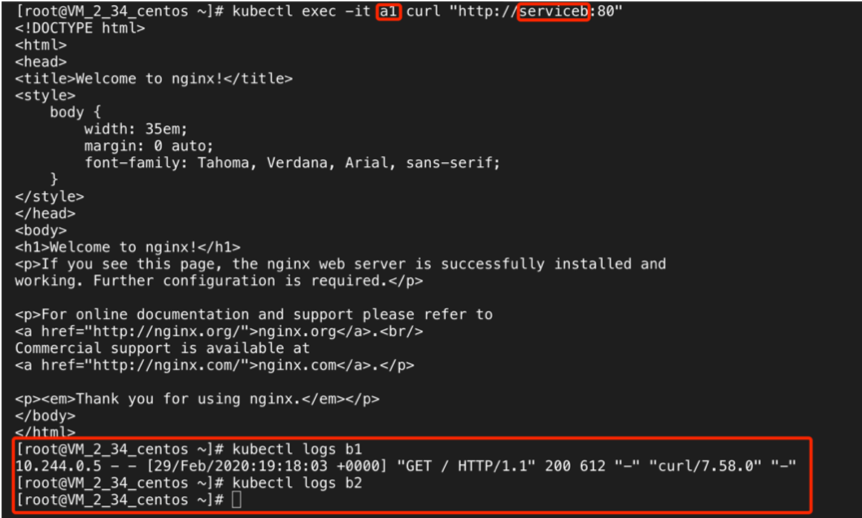 [root@VM_2_34_centos ~]# kubectl exec -it a1 curl "http://serviceb:80"
<!DOCTYPE html>
<html>
<head>
<title>Welcome to nginx!</title>
<style>
    body {
        width: 35em;
        margin: 0 auto;
        font-family: Tahoma, Verdana, Arial, sans-serif;
    }
</style>
</head>
<body>
<h1>Welcome to nginx!</h1>
<p>If you see this page, the nginx web server is successfully installed and
working. Further configuration is required.</p>

<p>For online documentation and support please refer to
<a href="http://nginx.org/">nginx.org</a>.<br/>
Commercial support is available at
<a href="http://nginx.com/">nginx.com</a>.</p>

<p><em>Thank you for using nginx.</em></p>
</body>
</html>
[root@VM_2_34_centos ~]# kubectl logs b1
10.244.0.5 - - [29/Feb/2020:19:18:03 +0000] "GET / HTTP/1.1" 200 612 "-" "curl/7.58.0" "-"
[root@VM_2_34_centos ~]# kubectl logs b2
[root@VM_2_34_centos ~]#